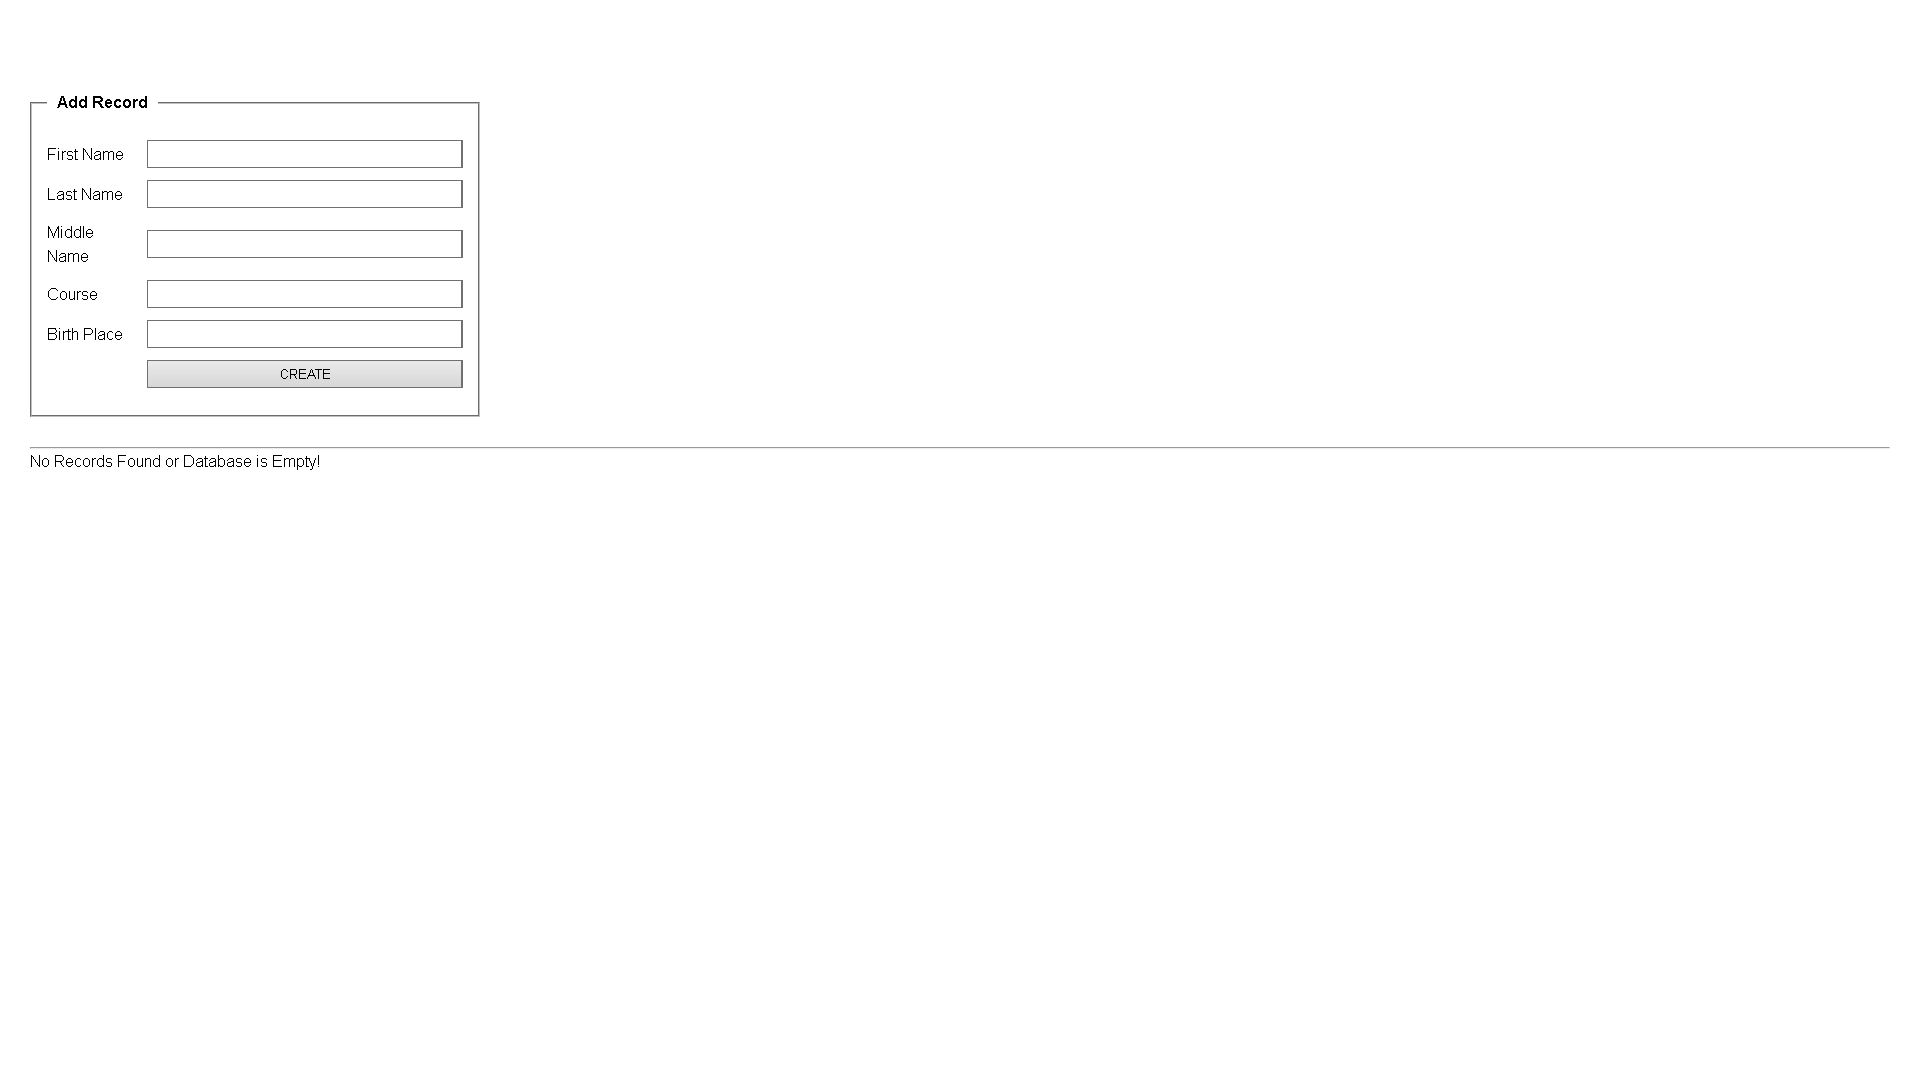 Add Record
First Name
Last Name
Middle
Name
Course
Birth Place
CREATE
No Records Found or Database is Empty!